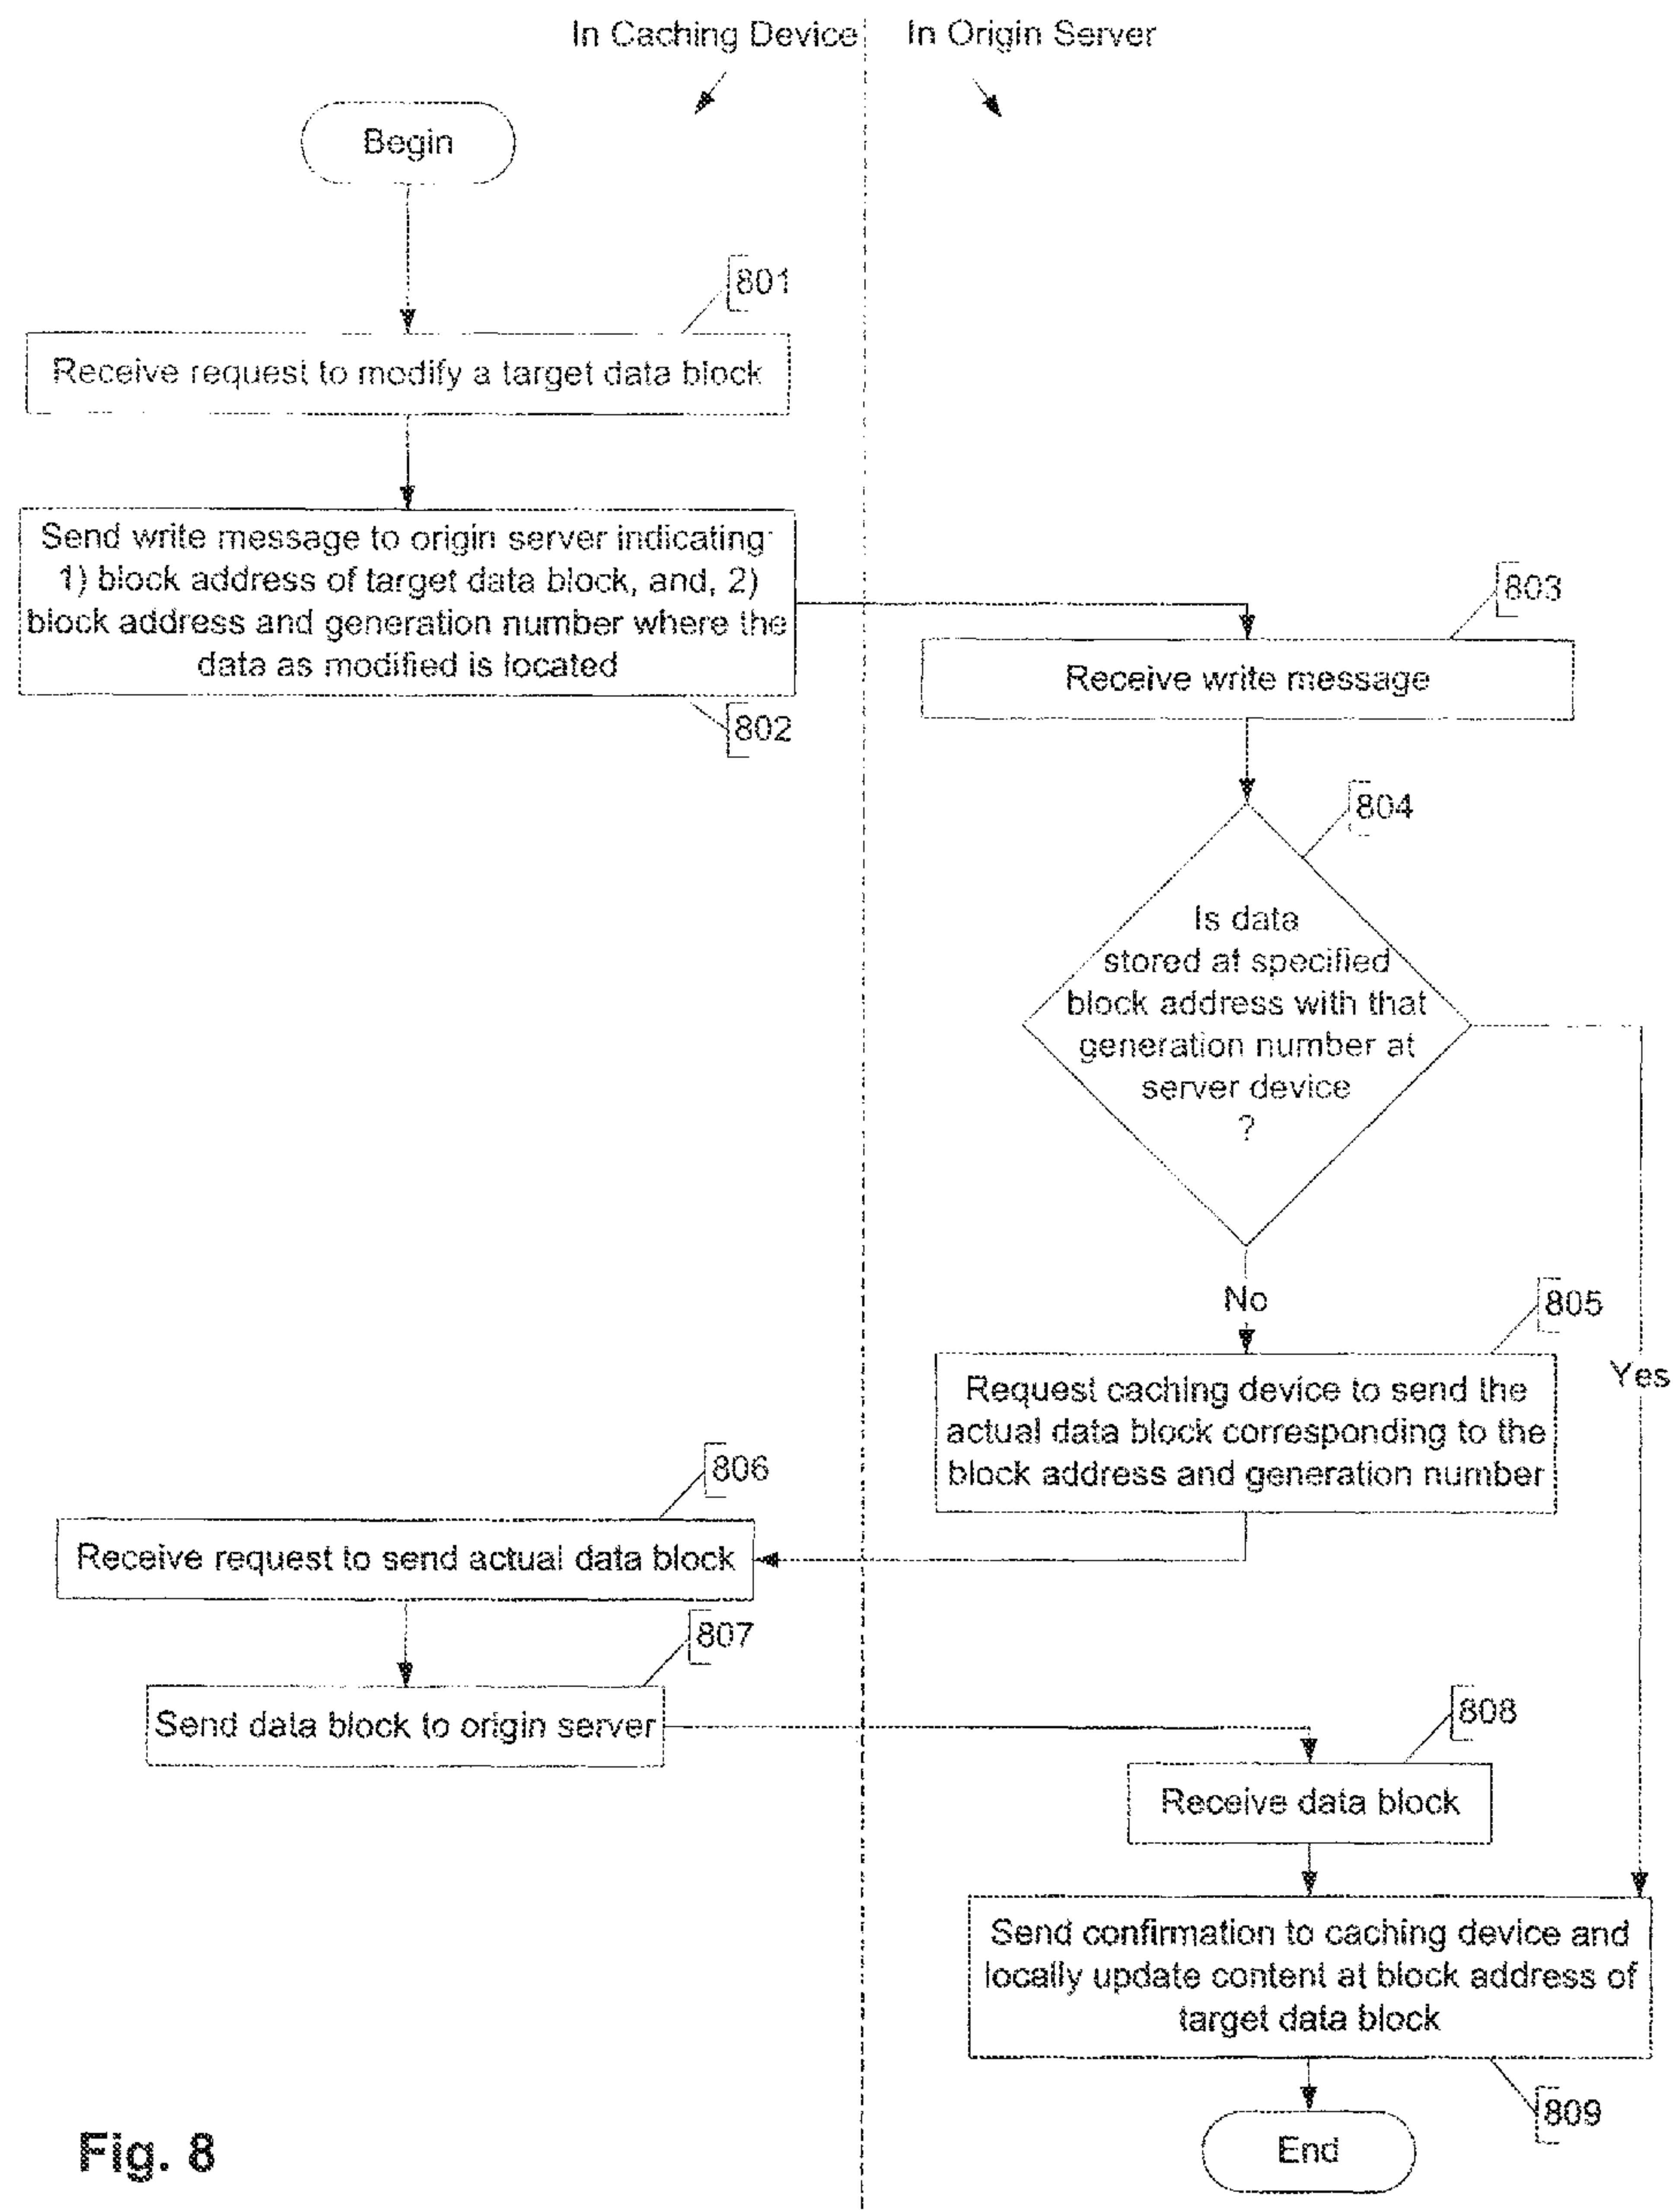 In Caching Device
In Origin Server
Begin
801
Receive request to modify a target data block
Send write message to origin server indicating:
1) block address of target data block, and, 2)
block address and generation number where the
data as modified is located
802
803
Receive write message
804
Is data
stored at specified
block address with that
generation number at
server device
?
No
Yes
805
Request caching device to send the
actual data block corresponding to the
block address and generation number
806
Receive request to send actual data block
807
Send data block to origin server
808
Receive data block
Send confirmation to caching device and
locally update content at block address of
target data block
809
End
Fig. 8